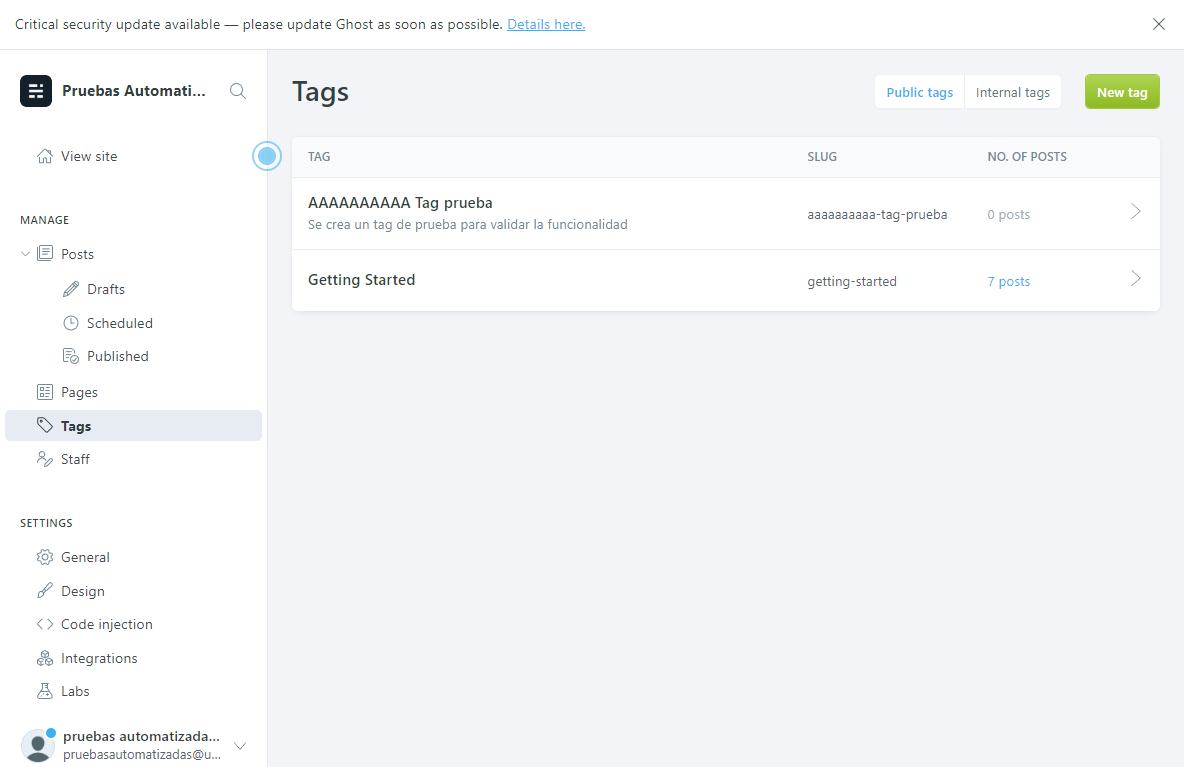 Critical security update available — please update Ghost as soon as possible. Details here.
Pruebas Automati...
View site
MANAGE
Posts
Drafts
Scheduled
Published
Pages
Tags
Staff
SETTINGS
General
Design
Code injection
Integrations
Labs
pruebas automatizada...
pruebasautomatizadas@u...
Tags
Public tags
Internal tags
New tag
TAG
SLUG
NO. OF POSTS
AAAAAAAAAA Tag prueba
Se crea un tag de prueba para validar la funcionalidad
aaaaaaaaaa-tag-prueba
0 posts
Getting Started
getting-started
7 posts